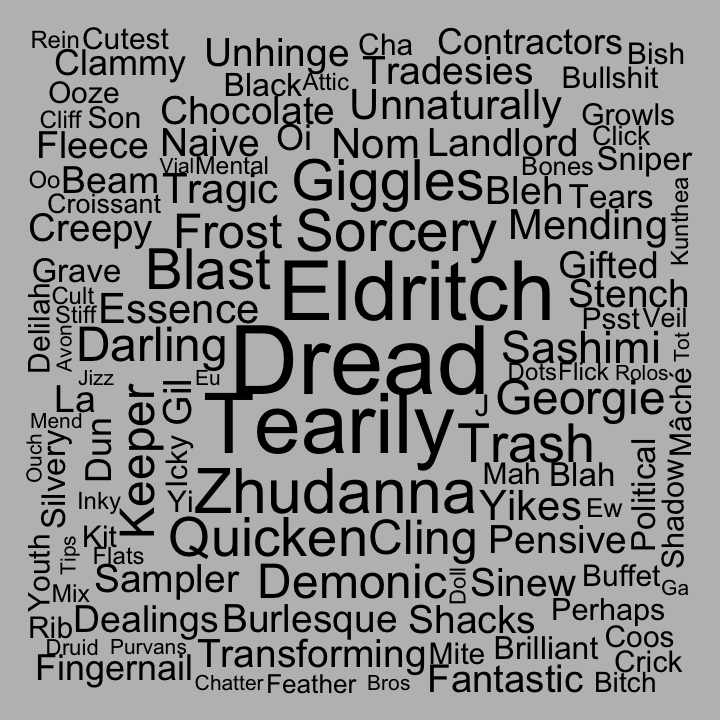 Rein Cutest Unhinge Cha Contractors Bish
Clammy Black Attic Tradesies Bullshit
Ooze Chocolate Unnaturally Growls
Cliff Son Naive Oi Nom Landlord Click
Fleece Vial Mental Giggles Bones Sniper
Oo Beam Tragic Bleh Tears Kunthea
Croissant
Creepy Frost Sorcery Mending
Grave Blast Eldritch Gifted
Delilah Cult Essence Stench
Stiff Psst Veil
Avon Darling Dread Sashimi Tot
Jizz Eu Dots Flick Rolos
La Keeper Gil Tearily J Georgie Mâche
Mend Dun Trash
Ouch Silvery Icky Mah Blah Political Shadow
Inky Yi Zhudanna Yikes Ew
Youth Tips Kit Quicken Cling Pensive
Flats
Mix Sampler Demonic Doll Sinew Buffet Ga
Rib Dealings Burlesque Shacks Perhaps
Druid Purvans Transforming Mite Brilliant Coos
Fingernail Crick
Chatter Feather Bros Fantastic Bitch